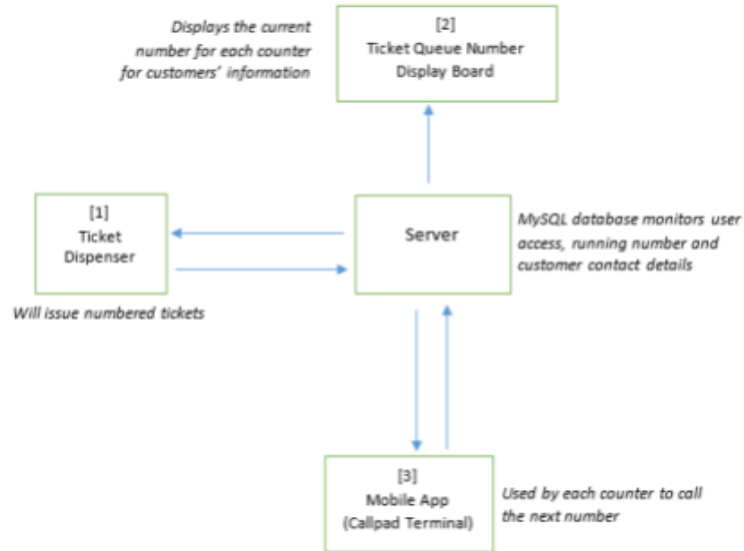 Displays the current
number for each counter
for customers' information
[2]
Ticket Queue Number
Display Board
[1]
Ticket
Dispenser
Will issue numbered tickets
Server
MySQL database monitors user
access, running number and
customer contact details
[3]
Mobile App
(Callpad Terminal)
Used by each counter to call
the next number